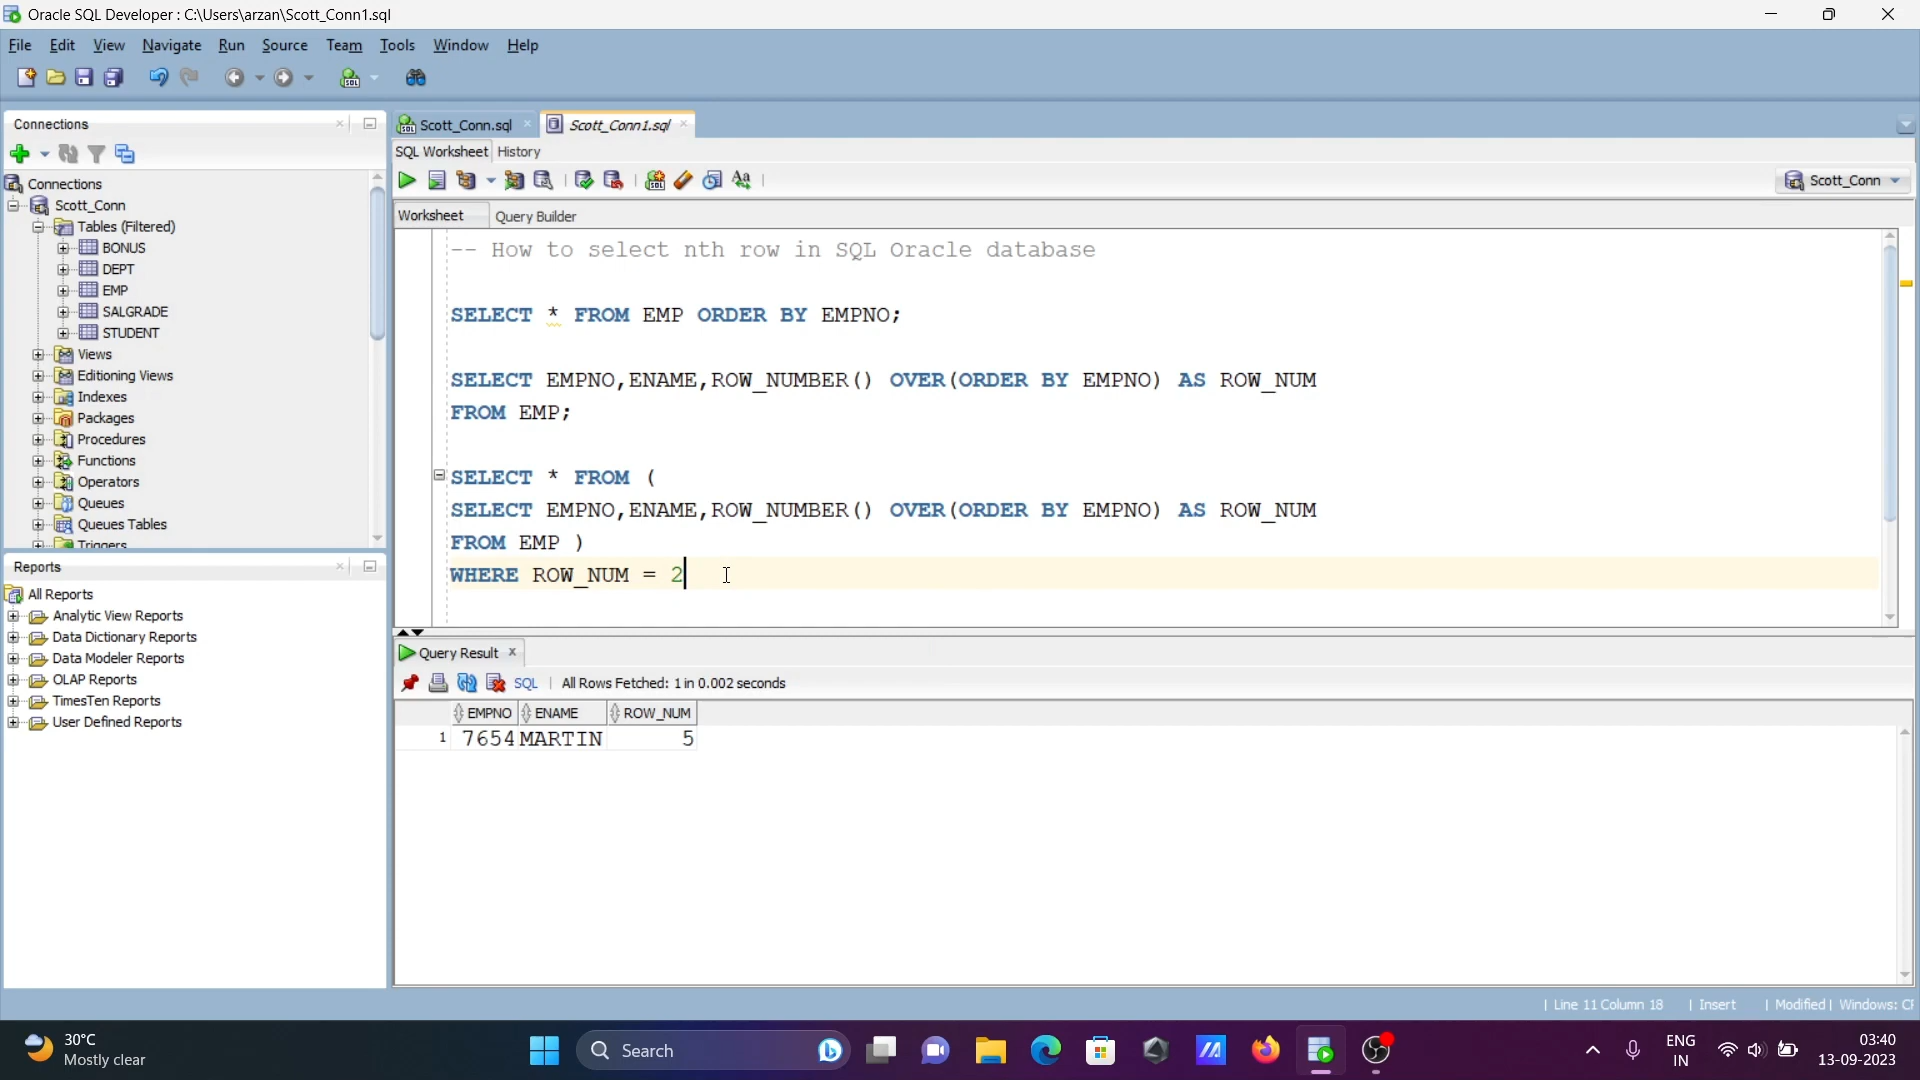 Oracle SQL Developer : C:\Users\arzan\Scott_Conn1.sql
File Edit View Navigate Run Source Team Tools Window Help
Connections
Connections
Scott_Conn
Tables (Filtered)
BONUS
DEPT
EMP
SALGRADE
STUDENT
Views
Editioning Views
Indexes
Packages
Procedures
Functions
Operators
Queues
Queues Tables
Triggers
Reports
All Reports
Analytic View Reports
Data Dictionary Reports
Data Modeler Reports
OLAP Reports
TimesTen Reports
User Defined Reports
Scott_Conn.sql Scott_Conn1.sql
SQL Worksheet History
Scott_Conn
Worksheet Query Builder
-- How to select nth row in SQL Oracle database
SELECT * FROM EMP ORDER BY EMPNO;
SELECT EMPNO,ENAME,ROW_NUMBER() OVER(ORDER BY EMPNO) AS ROW_NUM
FROM EMP;
SELECT * FROM (
SELECT EMPNO,ENAME,ROW_NUMBER() OVER(ORDER BY EMPNO) AS ROW_NUM
FROM EMP )
WHERE ROW_NUM = 2
Query Result
SQL | All Rows Fetched: 1 in 0.002 seconds
EMPNO ENAME ROW_NUM
1 7654 MARTIN 5
| Line 11 Column 18 | Insert | Modified | Windows: CF
30°C
Mostly clear
Search
ENG
IN
03:40
13-09-2023